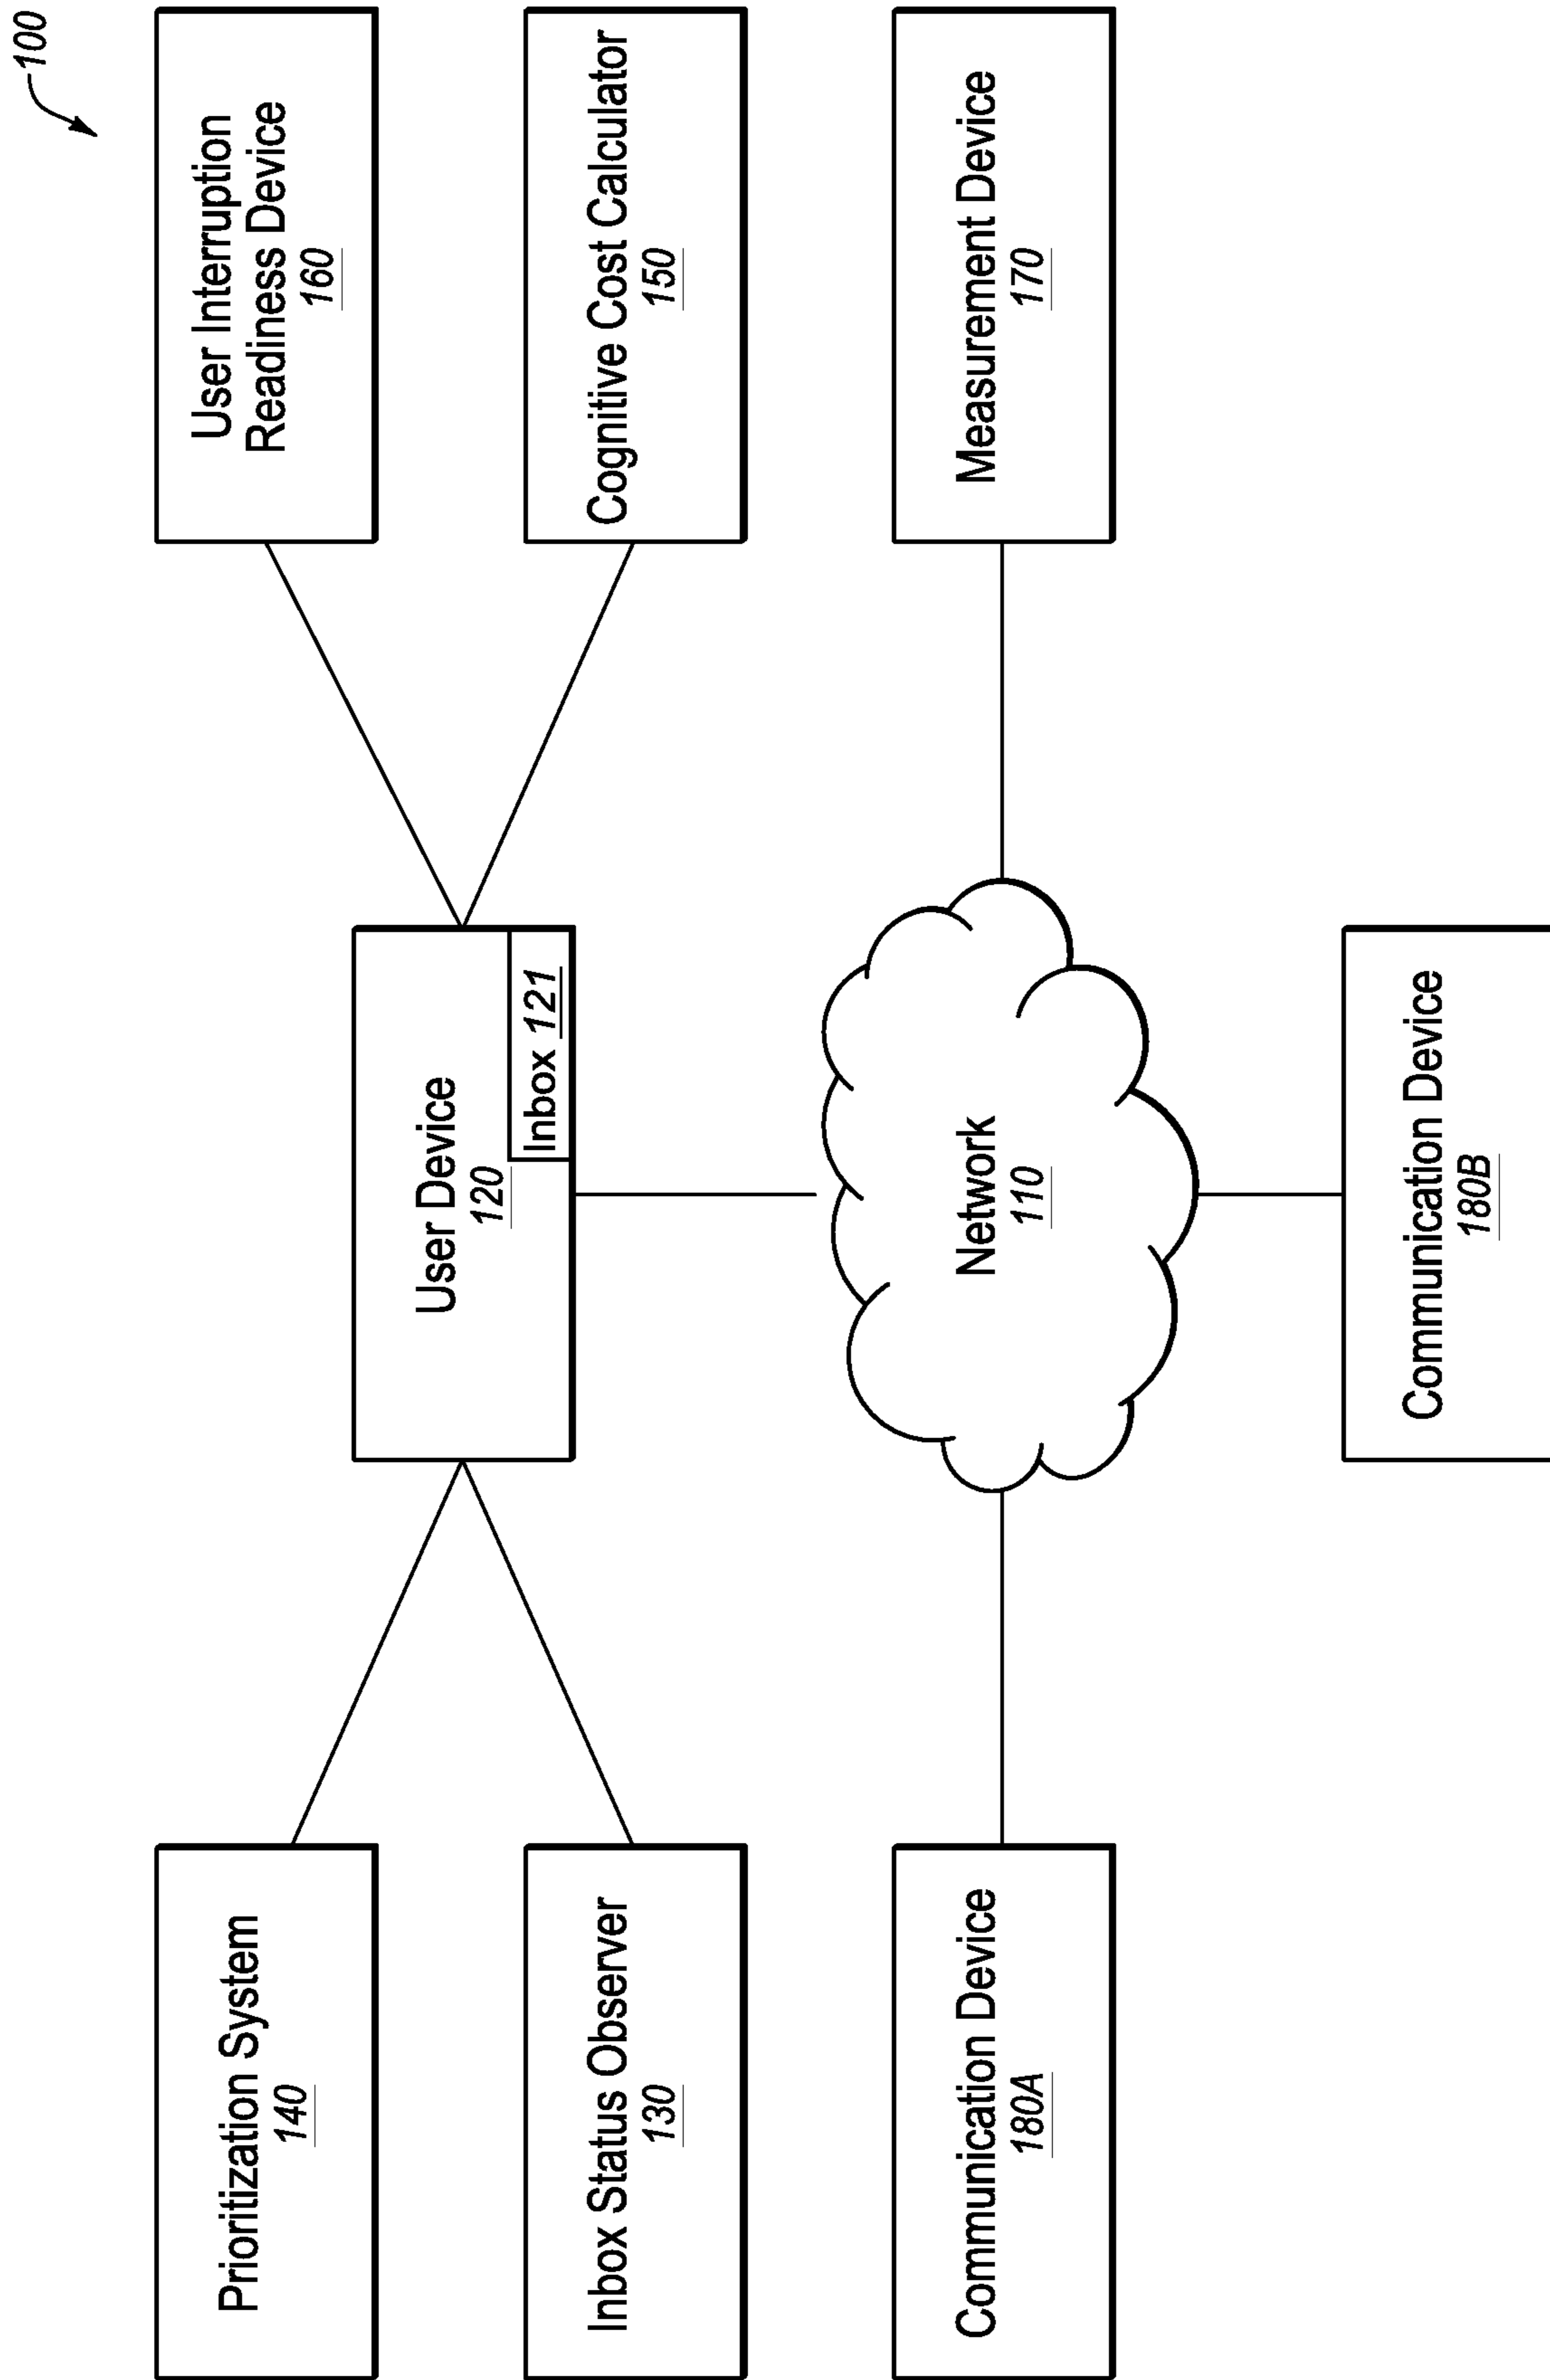 100
Prioritization System
140
User Device
120
Inbox 121
User Interruption
Readiness Device
160
Inbox Status Observer
130
Cognitive Cost Calculator
150
Communication Device
180A
Network
110
Measurement Device
170
Communication Device
180B